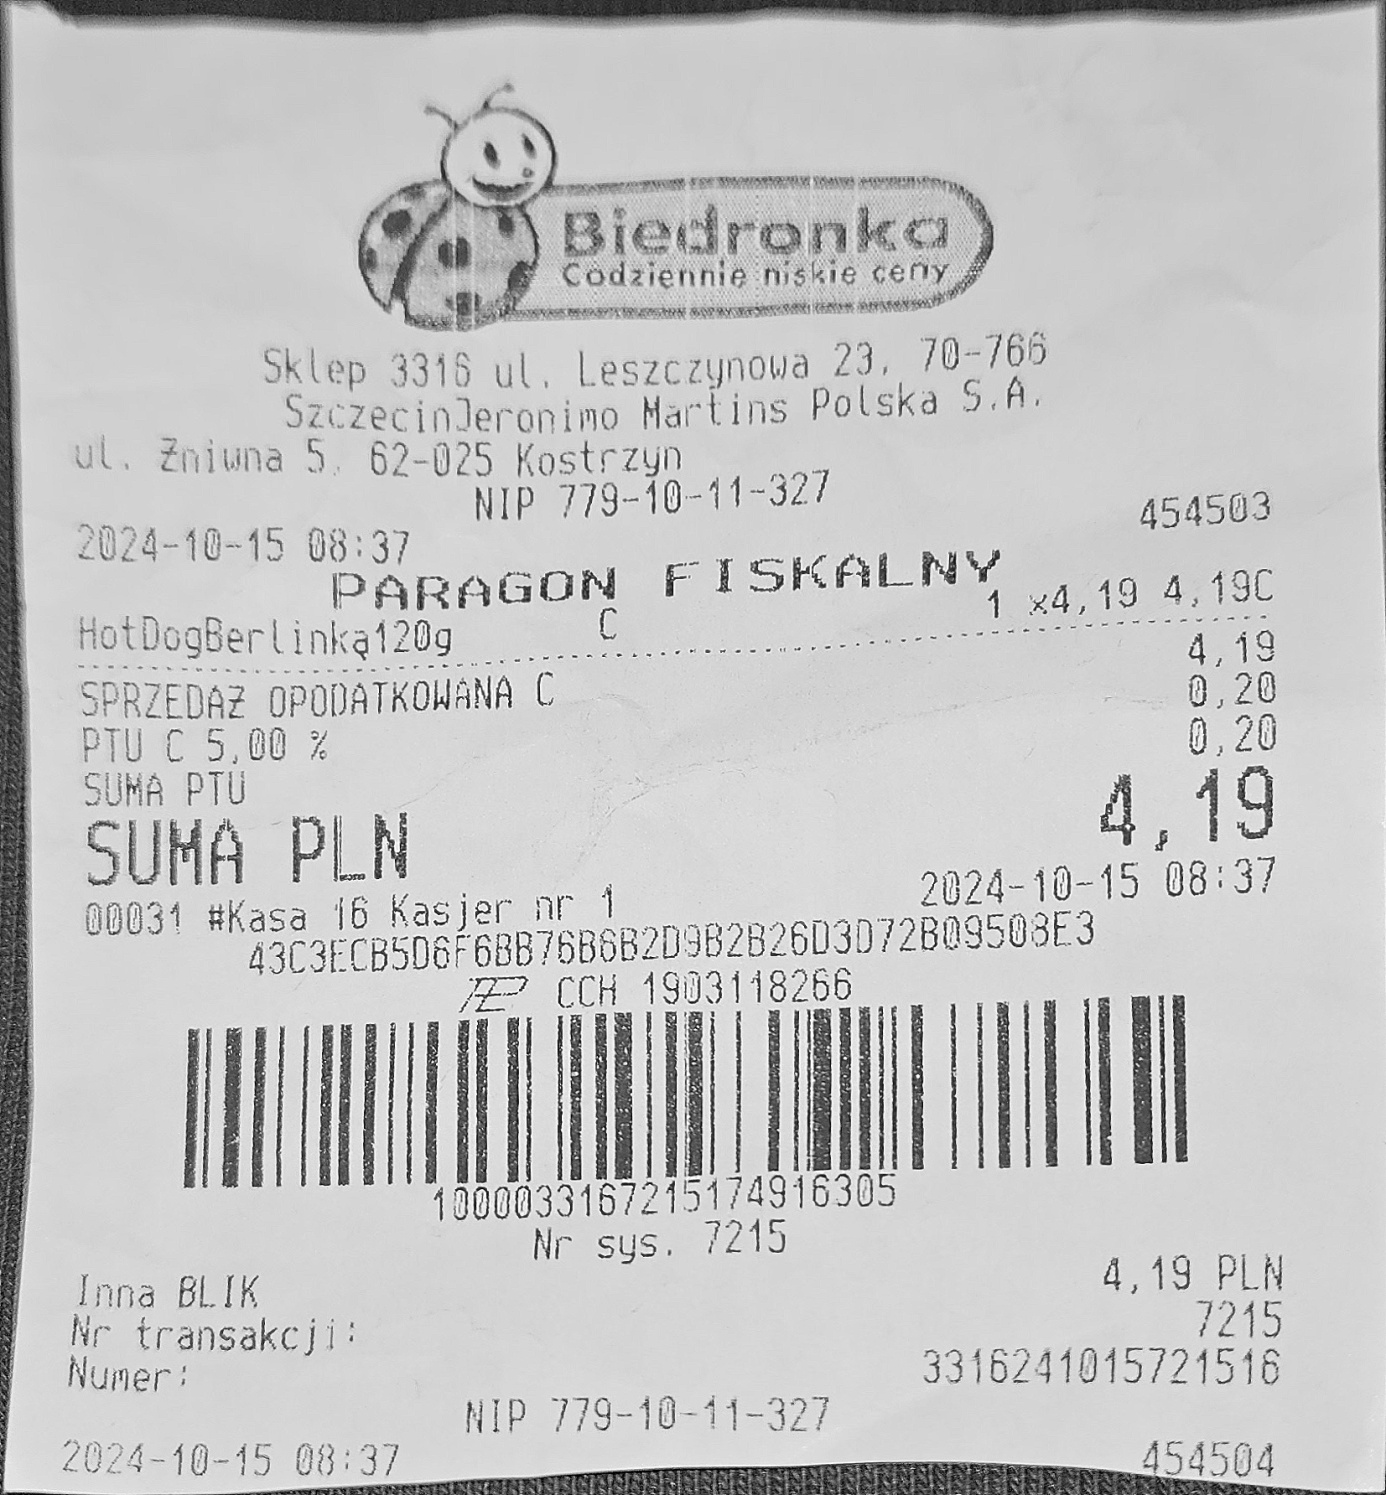 Biedronka
Codziennie niskie ceny
Sklep 3316 ul. Leszczynowa 23, 70-766
SzczecinJeronimo Martins Polska S.A.
ul. Żniwna 5, 62-025 Kostrzyn
NIP 779-10-11-327
2024-10-15 08:37 454503
PARAGON FISKALNY
HotDogBerlinką120g C 1 x4,19 4,19C
SPRZEDAŻ OPODATKOWANA C 4,19
PTU C 5,00 % 0,20
SUMA PTU 0,20
SUMA PLN 4,19
00031 #Kasa 16 Kasjer nr 1 2024-10-15 08:37
43C3ECB5D6F6BB76B6B2D9B2B26D3D72B09508E3
CCH 1903118266
1000033167215174916305
Nr sys. 7215
Inna BLIK 4,19 PLN
Nr transakcji: 7215
Numer: 3316241015721516
NIP 779-10-11-327
2024-10-15 08:37 454504